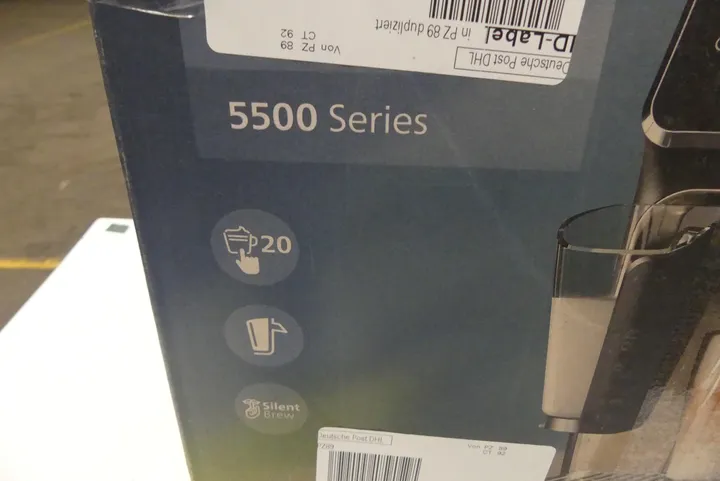 Deutsche Post DHL
ID-Label
in PZ 89 dupliziert
Von PZ 89
CT 92
5500 Series
20
Silent
Brew
Deutsche Post DHL
PZ89
Von PZ 89
CT 92